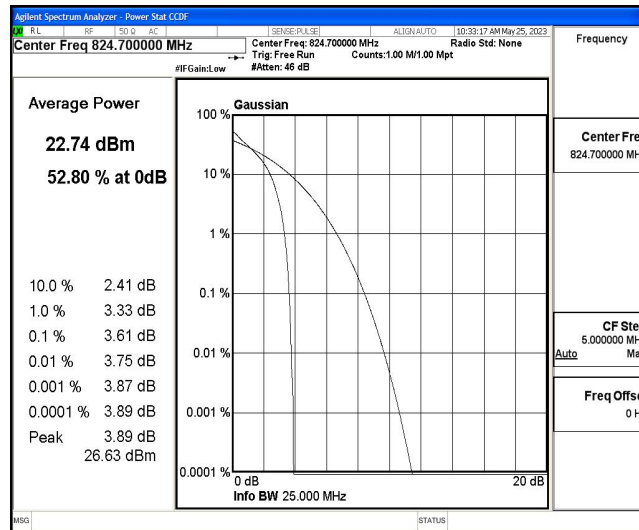 Agilent Spectrum Analyzer - Power Stat CCDF
RL RF 50 Ω AC SENSE:PULSE ALIGN AUTO 10:33:17 AM May 25, 2023
Center Freq 824.700000 MHz
Center Freq: 824.700000 MHz Radio Std: None
Trig: Free Run Counts:1.00 M/1.00 Mpt
#IFGain:Low #Atten: 46 dB
Frequency
Average Power
22.74 dBm
52.80 % at 0dB
10.0 % 2.41 dB
1.0 % 3.33 dB
0.1 % 3.61 dB
0.01 % 3.75 dB
0.001 % 3.87 dB
0.0001 % 3.89 dB
Peak 3.89 dB
26.63 dBm
Gaussian
100 %
10 %
1 %
0.1 %
0.01 %
0.001 %
0.0001 %
0 dB 20 dB
Info BW 25.000 MHz
Center Fre
824.700000 MH
CF Ste
5.000000 MH
Auto Ma
Freq Offse
0 H
MSG STATUS